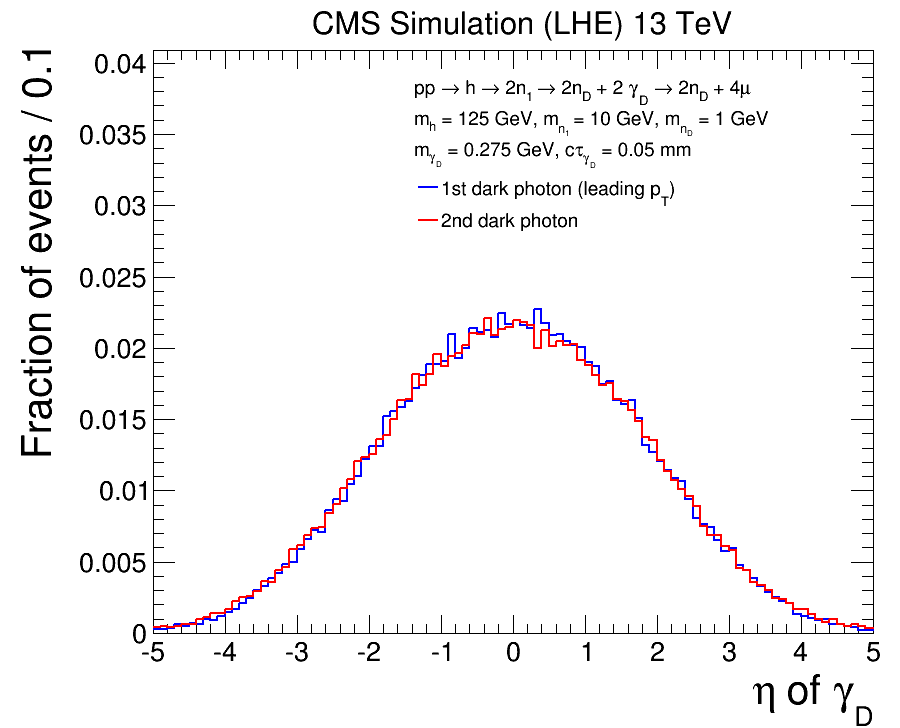 CMS Simulation (LHE) 13 TeV
Fraction of events / 0.1
0.04
0.035
0.03
0.025
0.02
0.015
0.01
0.005
0
pp → h → 2n1 → 2nD + 2 γD → 2nD + 4μ
mh = 125 GeV, mn1 = 10 GeV, mnD = 1 GeV
mγD = 0.275 GeV, cτγD = 0.05 mm
1st dark photon (leading pT)
2nd dark photon
-5 -4 -3 -2 -1 0 1 2 3 4 5
η of γD